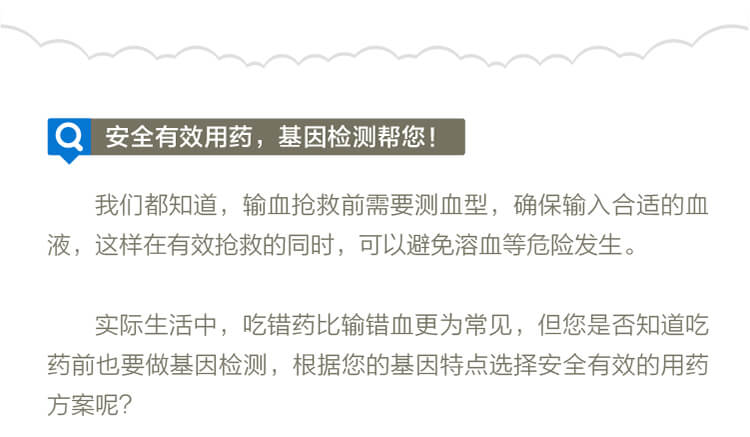 安全有效用药，基因检测帮您！
我们都知道，输血抢救前需要测血型，确保输入合适的血
液，这样在有效抢救的同时，可以避免溶血等危险发生。
实际生活中，吃错药比输错血更为常见，但您是否知道吃
药前也要做基因检测，根据您的基因特点选择安全有效的用药
方案呢？